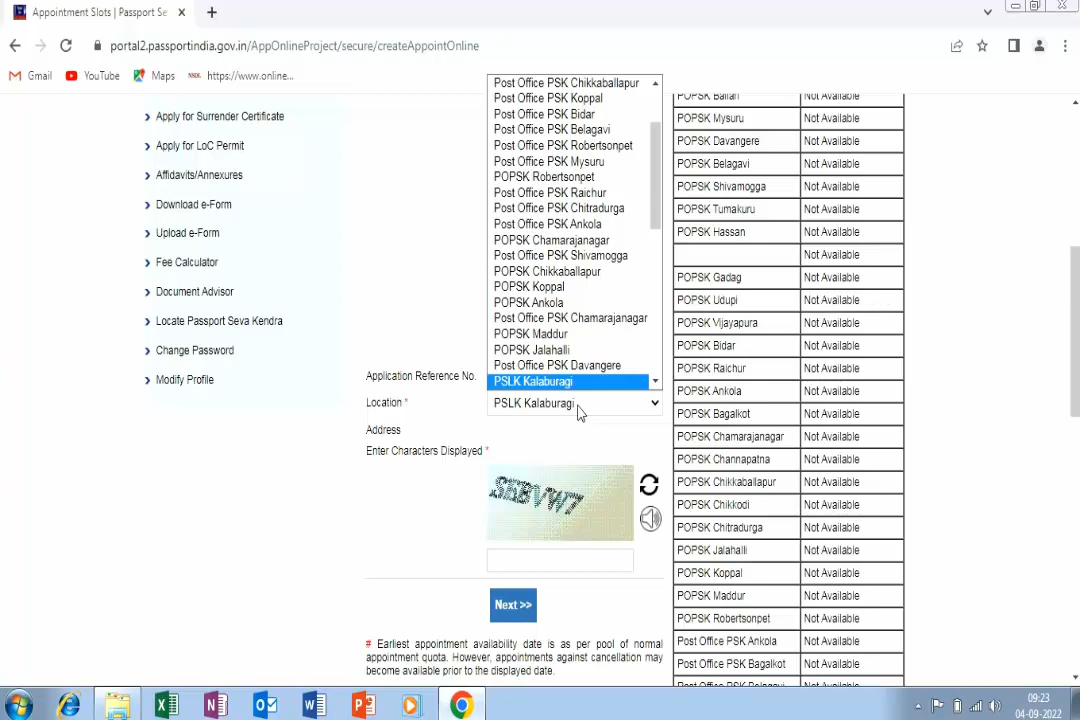 Appointment Slots | Passport Se
portal2.passportindia.gov.in/AppOnlineProject/secure/createAppointOnline
Gmail
YouTube
Maps
NSDL
https://www.online...
Apply for Surrender Certificate
Apply for LoC Permit
Affidavits/Annexures
Download e-Form
Upload e-Form
Fee Calculator
Document Advisor
Locate Passport Seva Kendra
Change Password
Modify Profile
Post Office PSK Chikkaballapur
Post Office PSK Koppal
Post Office PSK Bidar
Post Office PSK Belagavi
Post Office PSK Robertsonpet
Post Office PSK Mysuru
POPSK Robertsonpet
Post Office PSK Raichur
Post Office PSK Chitradurga
Post Office PSK Ankola
POPSK Chamarajanagar
Post Office PSK Shivamogga
POPSK Chikkaballapur
POPSK Koppal
POPSK Ankola
Post Office PSK Chamarajanagar
POPSK Maddur
POPSK Jalahalli
Post Office PSK Davangere
PSLK Kalaburagi
Application Reference No.
Location *
PSLK Kalaburagi
Address
Enter Characters Displayed *
Next >>
# Earliest appointment availability date is as per pool of normal
appointment quota. However, appointments against cancellation may
become available prior to the displayed date.
POPSK Ballari Not Available
POPSK Mysuru Not Available
POPSK Davangere Not Available
POPSK Belagavi Not Available
POPSK Shivamogga Not Available
POPSK Tumakuru Not Available
POPSK Hassan Not Available
Not Available
POPSK Gadag Not Available
POPSK Udupi Not Available
POPSK Vijayapura Not Available
POPSK Bidar Not Available
POPSK Raichur Not Available
POPSK Ankola Not Available
POPSK Bagalkot Not Available
POPSK Chamarajanagar Not Available
POPSK Channapatna Not Available
POPSK Chikkaballapur Not Available
POPSK Chikkodi Not Available
POPSK Chitradurga Not Available
POPSK Jalahalli Not Available
POPSK Koppal Not Available
POPSK Maddur Not Available
POPSK Robertsonpet Not Available
Post Office PSK Ankola Not Available
Post Office PSK Bagalkot Not Available
09:23
04-09-2022